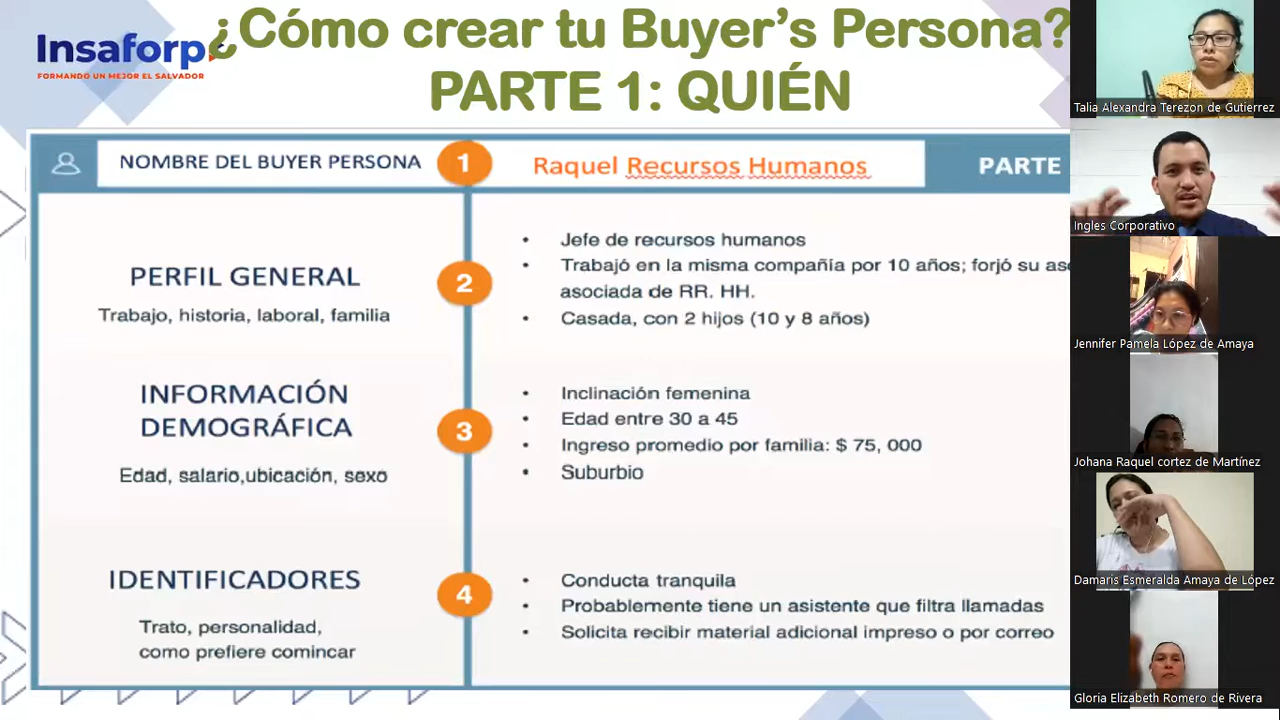 Insaforp
FORMANDO UN MEJOR EL SALVADOR
¿Cómo crear tu Buyer’s Persona?
PARTE 1: QUIÉN
NOMBRE DEL BUYER PERSONA
1
Raquel Recursos Humanos
PARTE
PERFIL GENERAL
Trabajo, historia, laboral, familia
2
• Jefe de recursos humanos
• Trabajó en la misma compañía por 10 años; forjó su
asociada de RR. HH.
• Casada, con 2 hijos (10 y 8 años)
INFORMACIÓN
DEMOGRÁFICA
Edad, salario,ubicación, sexo
3
• Inclinación femenina
• Edad entre 30 a 45
• Ingreso promedio por familia: $ 75, 000
• Suburbio
IDENTIFICADORES
Trato, personalidad,
como prefiere comincar
4
• Conducta tranquila
• Probablemente tiene un asistente que filtra llamadas
• Solicita recibir material adicional impreso o por correo
Talia Alexandra Terezon de Gutierrez
Ingles Corporativo
Jennifer Pamela López de Amaya
Johana Raquel cortez de Martínez
Damaris Esmeralda Amaya de López
Gloria Elizabeth Romero de Rivera